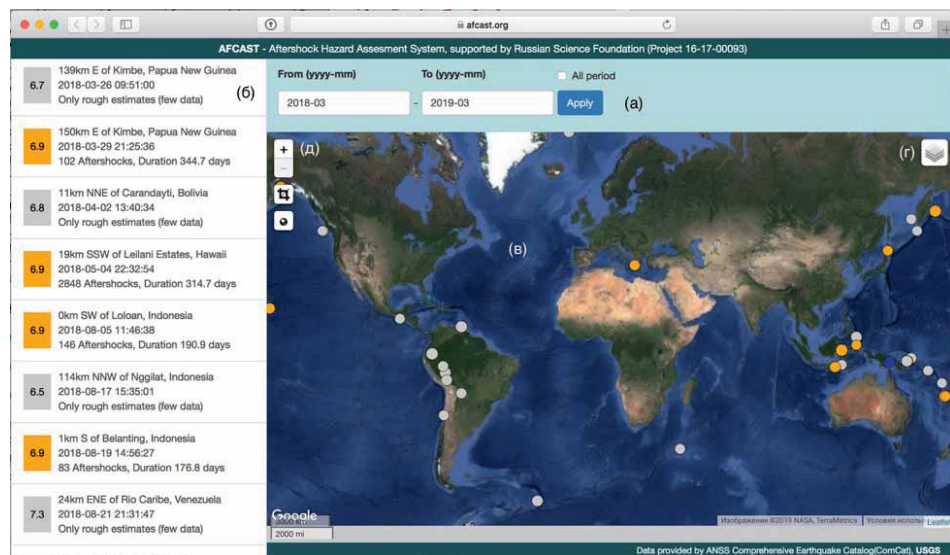 afcast.org
AFCAST - Aftershock Hazard Assesment System, supported by Russian Science Foundation (Project 16-17-00093)
6.7
139km E of Kimbe, Papua New Guinea
2018-03-26 09:51:00
Only rough estimates (few data)
(б)
6.9
150km E of Kimbe, Papua New Guinea
2018-03-29 21:25:36
102 Aftershocks, Duration 344.7 days
6.8
11km NNE of Carandayti, Bolivia
2018-04-02 13:40:34
Only rough estimates (few data)
6.9
19km SSW of Leilani Estates, Hawaii
2018-05-04 22:32:54
2848 Aftershocks, Duration 314.7 days
6.9
0km SW of Loloan, Indonesia
2018-08-05 11:46:38
146 Aftershocks, Duration 190.9 days
6.5
114km NNW of Nggilat, Indonesia
2018-08-17 15:35:01
Only rough estimates (few data)
6.9
1km S of Belanting, Indonesia
2018-08-19 14:56:27
83 Aftershocks, Duration 176.8 days
7.3
24km ENE of Rio Caribe, Venezuela
2018-08-21 21:31:47
Only rough estimates (few data)
From (yyyy-mm) To (yyyy-mm) All period
2018-03 - 2019-03 Apply (а)
+ (д) (г)
−
(в)
Google
2000 mi
Изображения ©2019 NASA, TerraMetrics Условия использ Leaflet
Data provided by ANSS Comprehensive Earthquake Catalog(ComCat), USGS